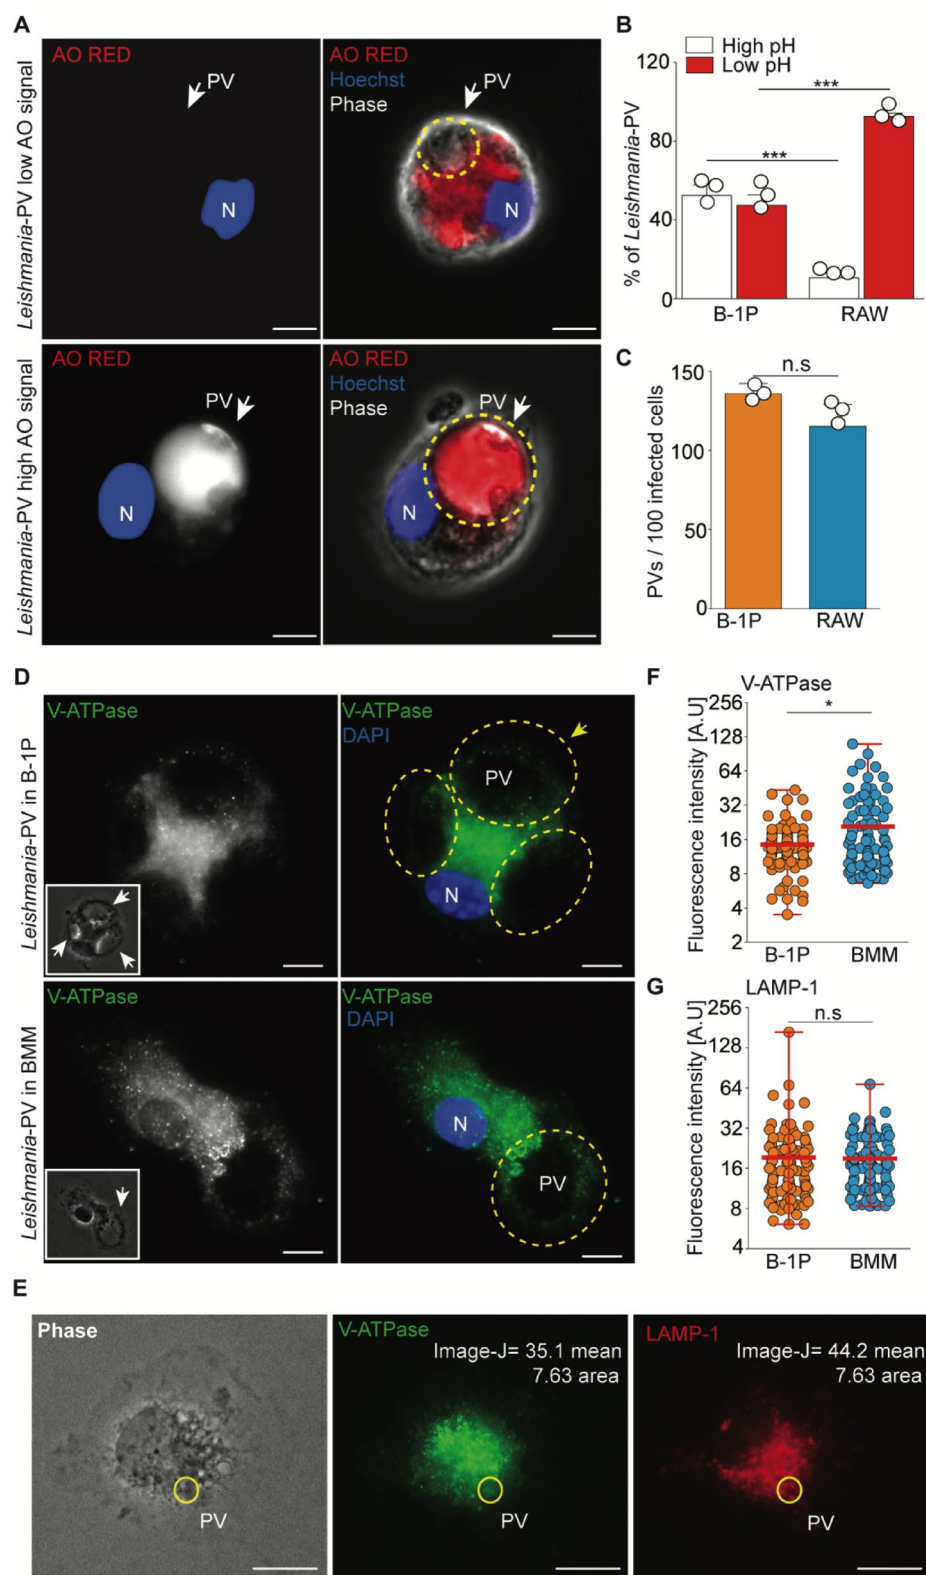 A
Leishmania-PV low AO signal
AO RED
PV
N
AO RED
Hoechst
Phase
PV
N
Leishmania-PV high AO signal
AO RED
PV
N
AO RED
Hoechst
Phase
PV
N
B
High pH
Low pH
% of Leishmania-PV
120
80
40
0
***
***
B-1P
RAW
C
PVs / 100 infected cells
150
100
50
0
n.s
B-1P
RAW
D
Leishmania-PV in B-1P
V-ATPase
V-ATPase
DAPI
PV
N
Leishmania-PV in BMM
V-ATPase
V-ATPase
DAPI
N
PV
F
V-ATPase
Fluorescence intensity [A.U]
256
128
64
32
16
8
4
2
*
B-1P
BMM
G
LAMP-1
Fluorescence intensity [A.U]
256
128
64
32
16
8
4
n.s
B-1P
BMM
E
Phase
PV
V-ATPase
Image-J= 35.1 mean
7.63 area
PV
LAMP-1
Image-J= 44.2 mean
7.63 area
PV